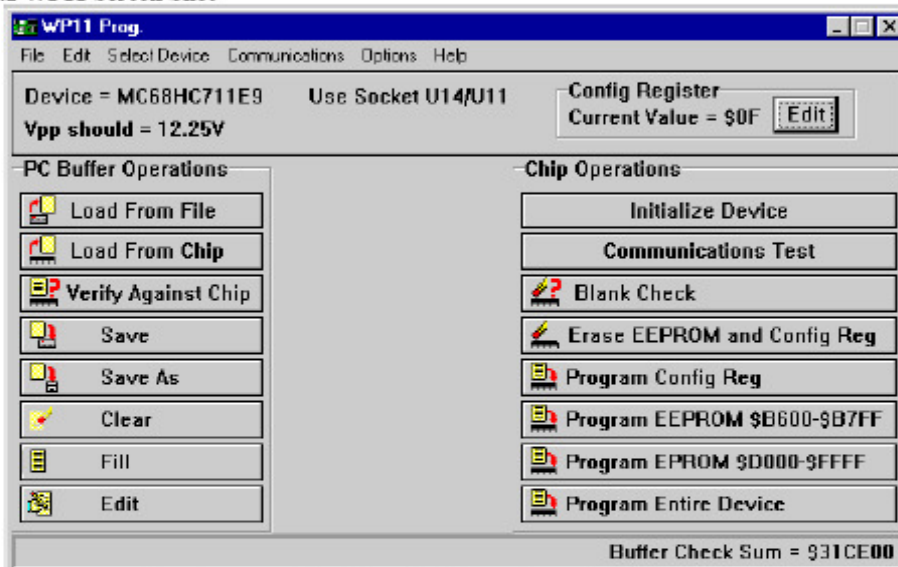 WP11 Prog.
File Edit Select Device Communications Options Help
Device = MC68HC711E9 Use Socket U14/U11
Vpp should = 12.25V
Config Register
Current Value = $0F Edit
PC Buffer Operations
Load From File
Load From Chip
Verify Against Chip
Save
Save As
Clear
Fill
Edit
Chip Operations
Initialize Device
Communications Test
Blank Check
Erase EEPROM and Config Reg
Program Config Reg
Program EEPROM $B600-$B7FF
Program EPROM $D000-$FFFF
Program Entire Device
Buffer Check Sum = $31CE00